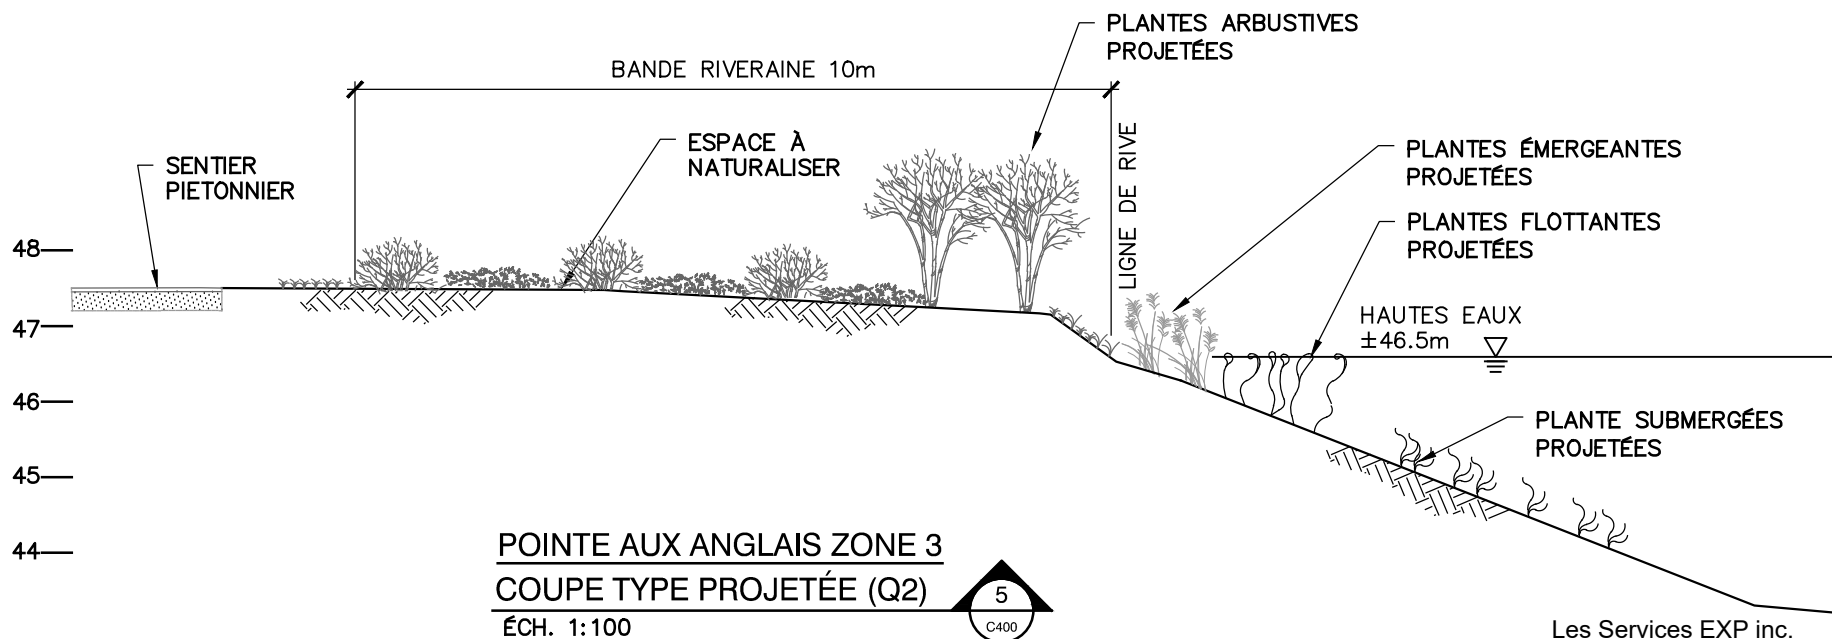 PLANTES ARBUSTIVES
PROJETÉES
BANDE RIVERAINE 10m
SENTIER
PIETONNIER
ESPACE À
NATURALISER
LIGNE DE RIVE
PLANTES ÉMERGEANTES
PROJETÉES
PLANTES FLOTTANTES
PROJETÉES
HAUTES EAUX
±46.5m
PLANTE SUBMERGÉES
PROJETÉES
48
47
46
45
44
POINTE AUX ANGLAIS ZONE 3
COUPE TYPE PROJETÉE (Q2)
ÉCH. 1:100
5
C400
Les Services EXP inc.